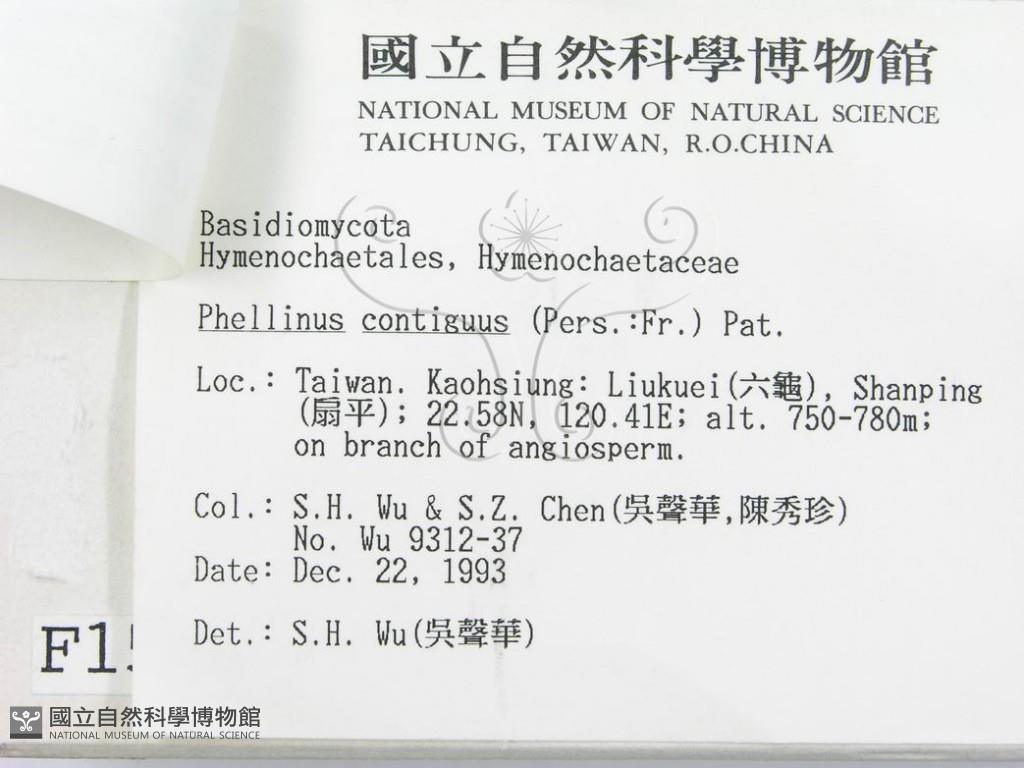 國立自然科學博物館
NATIONAL MUSEUM OF NATURAL SCIENCE
TAICHUNG, TAIWAN, R.O.CHINA
Basidiomycota
Hymenochaetales, Hymenochaetaceae
Phellinus contiguus (Pers.:Fr.) Pat.
Loc.: Taiwan. Kaohsiung: Liukuei(六龜), Shanping
(扇平); 22.58N, 120.41E; alt. 750-780m;
on branch of angiosperm.
Col.: S.H. Wu & S.Z. Chen(吳聲華,陳秀珍)
No. Wu 9312-37
Date: Dec. 22, 1993
Det.: S.H. Wu(吳聲華)
國立自然科學博物館
NATIONAL MUSEUM OF NATURAL SCIENCE